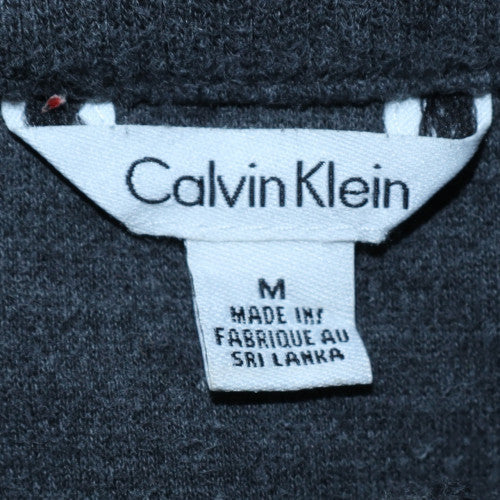 Calvin Klein
M
MADE IN/
FABRIQUE AU
SRI LANKA